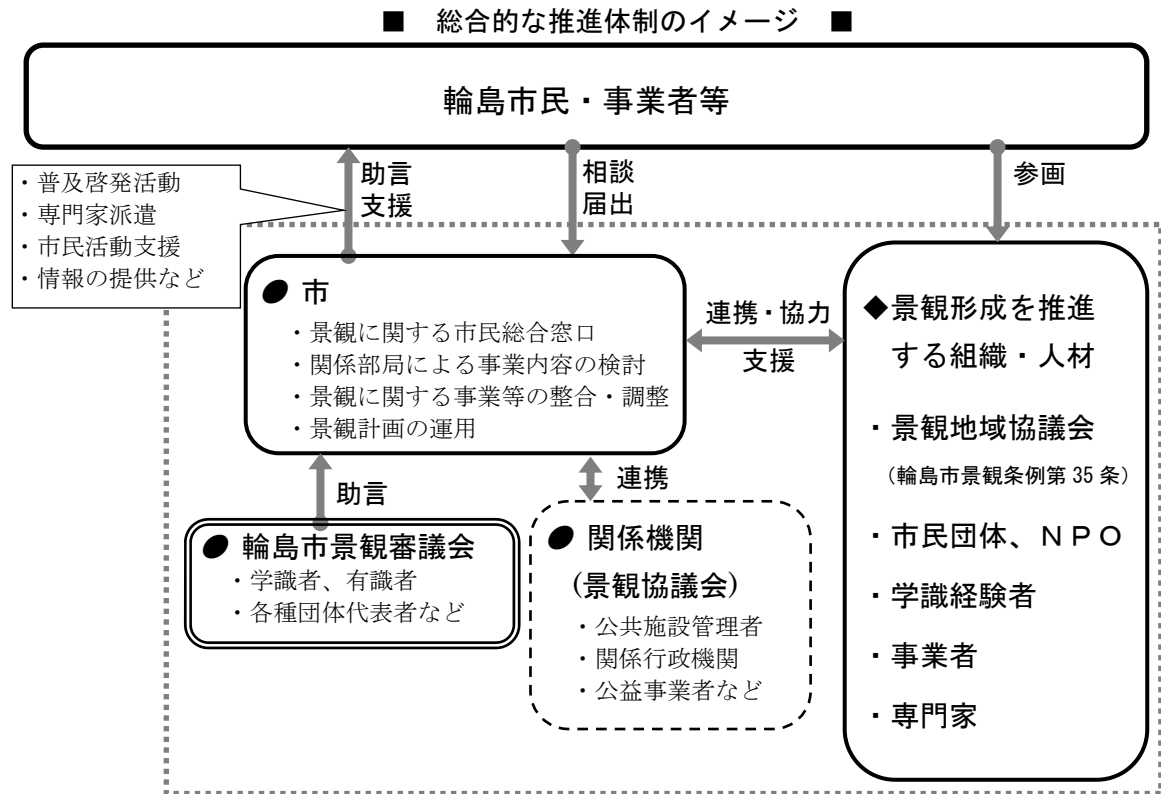 ■ 総合的な推進体制のイメージ ■
輪島市民・事業者等
・普及啓発活動
・専門家派遣
・市民活動支援
・情報の提供など
助言
支援
相談
届出
参画
市
・景観に関する市民総合窓口
・関係部局による事業内容の検討
・景観に関する事業等の整合・調整
・景観計画の運用
連携・協力
支援
◆景観形成を推進
する組織・人材
・景観地域協議会
（輪島市景観条例第 35 条）
・市民団体、ＮＰＯ
・学識経験者
・事業者
・専門家
助言
連携
輪島市景観審議会
・学識者、有識者
・各種団体代表者など
関係機関
(景観協議会)
・公共施設管理者
・関係行政機関
・公益事業者など